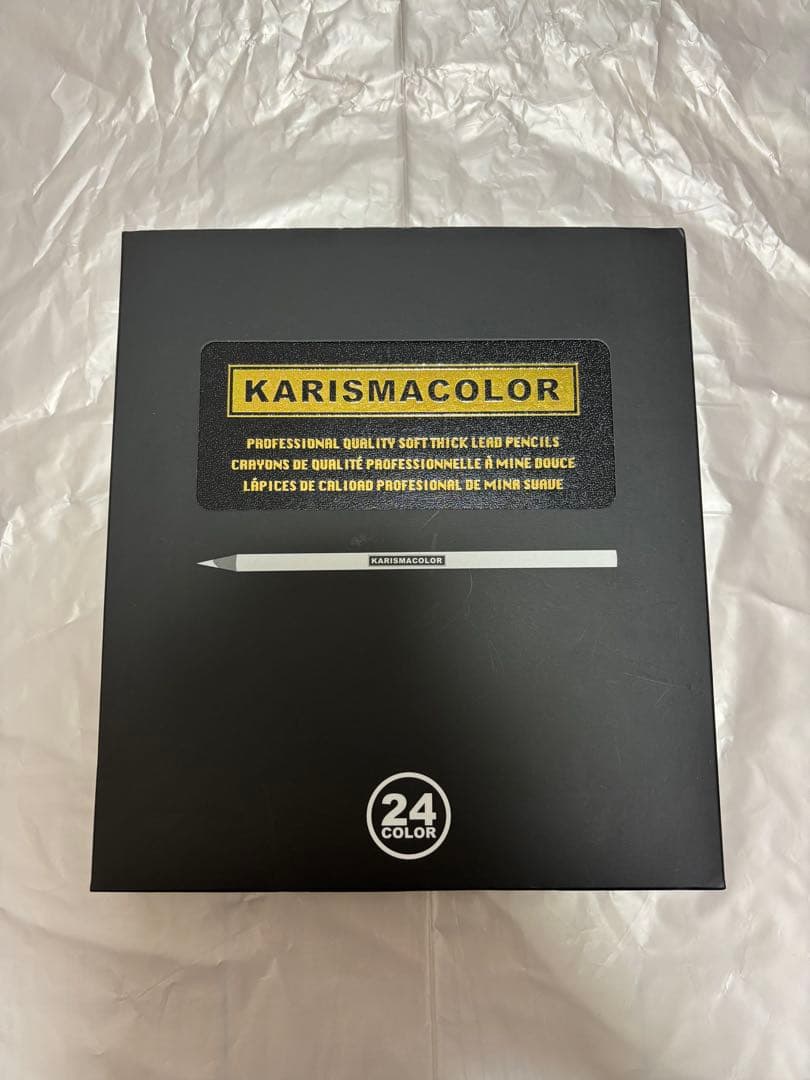 KARISMACOLOR
PROFESSIONAL QUALITY SOFT THICK LEAD PENCILS
CRAYONS DE QUALITÉ PROFESSIONNELLE À MINE DOUCE
LÁPICES DE CALIOAD PROFESIONAL DE MINA SUAVE
KARISMACOLOR
24
COLOR